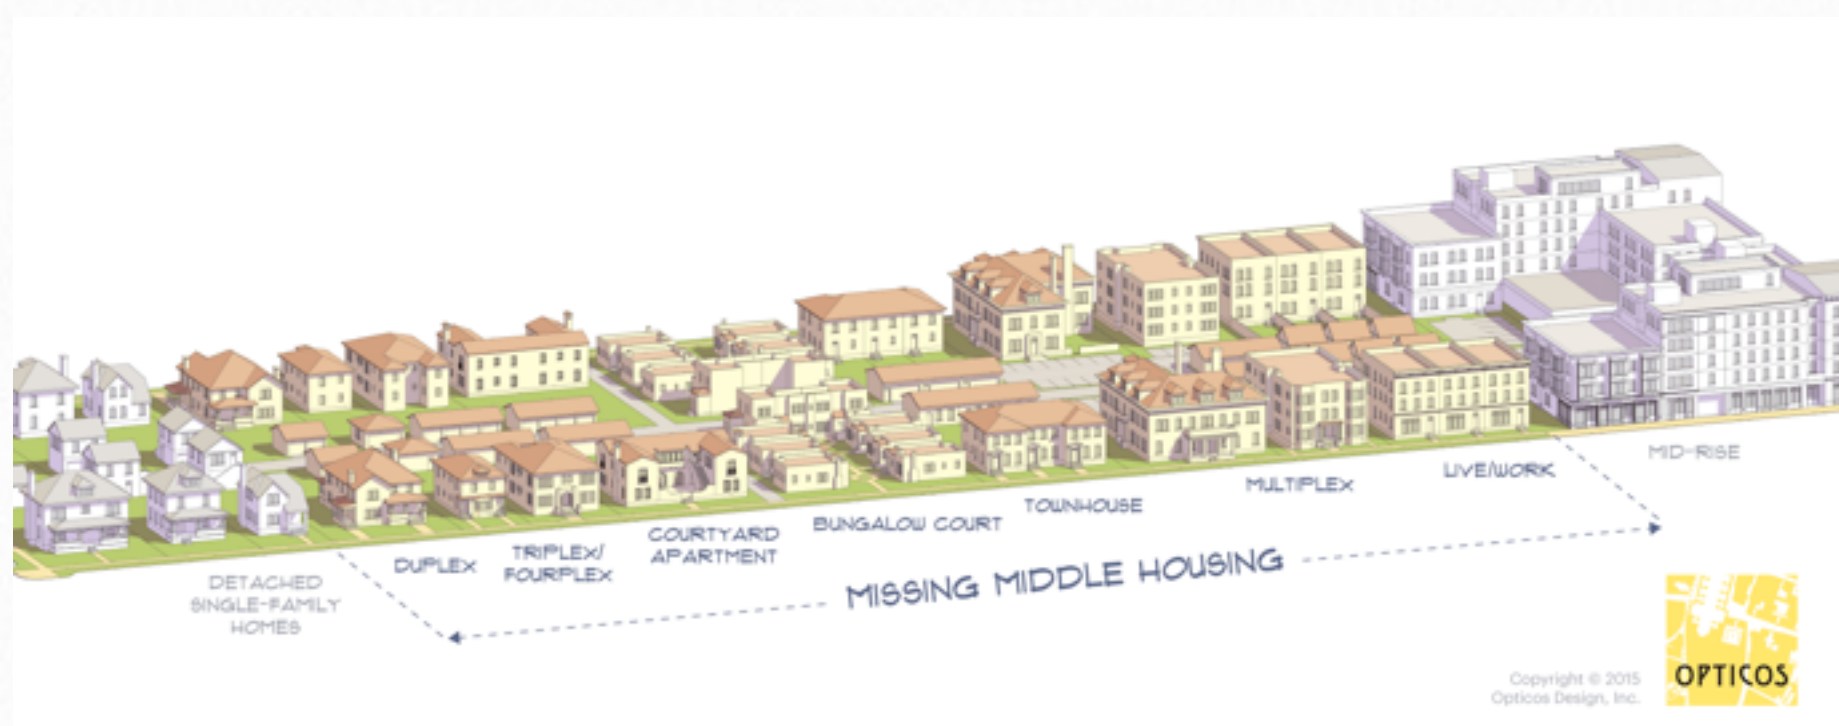 DETACHED
SINGLE-FAMILY
HOMES
DUPLEX
TRIPLEX/
FOURPLEX
COURTYARD
APARTMENT
BUNGALOW COURT
TOWNHOUSE
MULTIPLEX
LIVE/WORK
MID-RISE
MISSING MIDDLE HOUSING
Copyright © 2015
Opticos Design, Inc.
OPTICOS